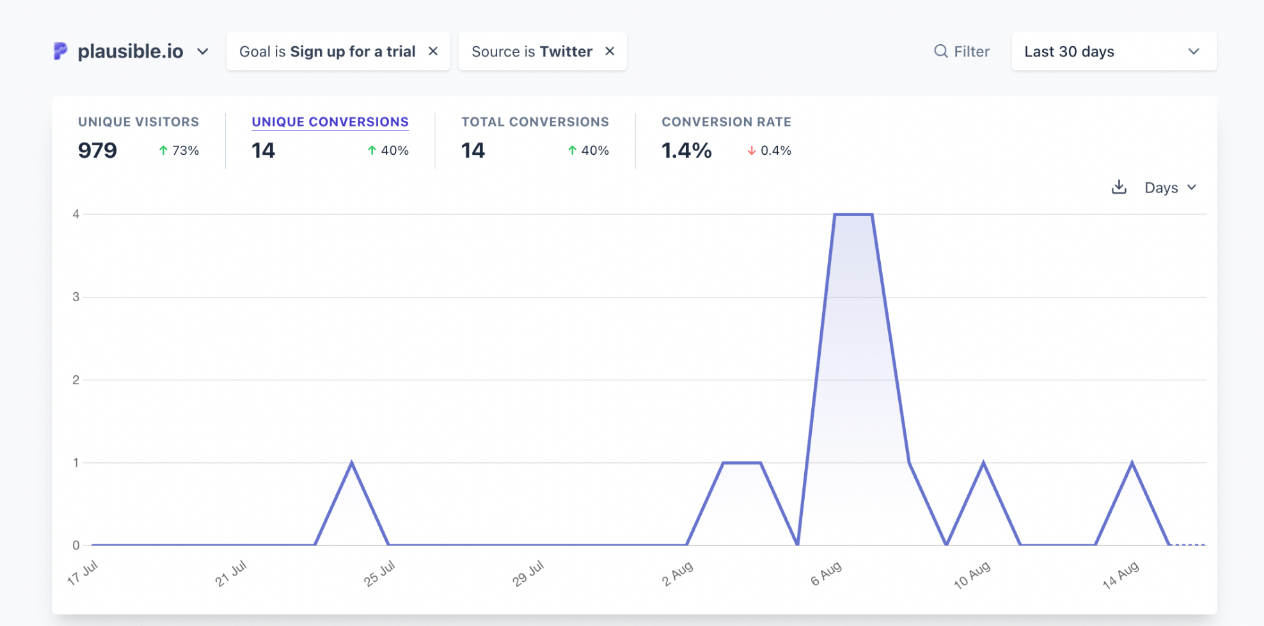 plausible.io Goal is Sign up for a trial × Source is Twitter × Filter Last 30 days
UNIQUE VISITORS UNIQUE CONVERSIONS TOTAL CONVERSIONS CONVERSION RATE
979 ↑ 73% 14 ↑ 40% 14 ↑ 40% 1.4% ↓ 0.4%
Days
4
3
2
1
0
17 Jul 21 Jul 25 Jul 29 Jul 2 Aug 6 Aug 10 Aug 14 Aug